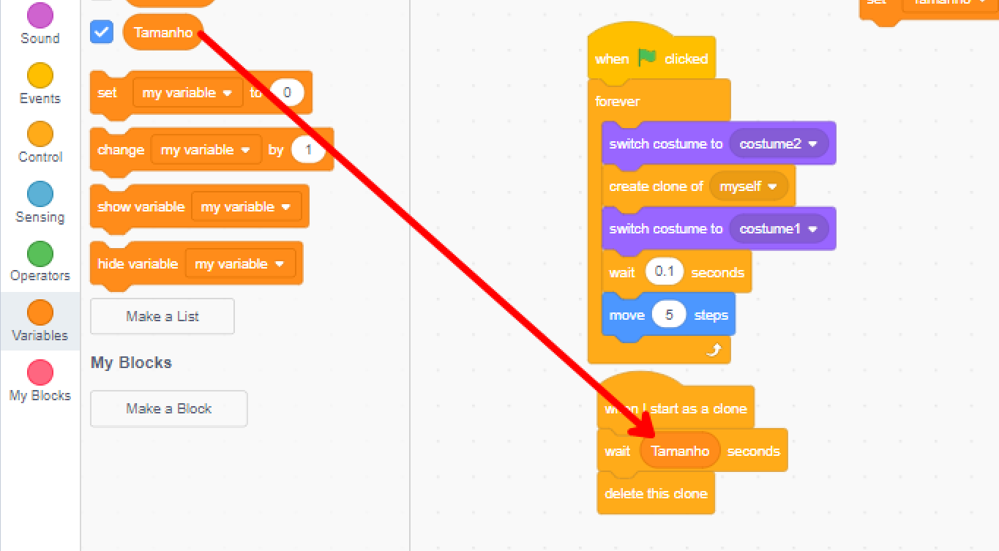 Sound
Events
Control
Sensing
Operators
Variables
My Blocks
Tamanho
set my variable to 0
change my variable by 1
show variable my variable
hide variable my variable
Make a List
My Blocks
Make a Block
set Tamanho
when clicked
forever
switch costume to costume2
create clone of myself
switch costume to costume1
wait 0.1 seconds
move 5 steps
when I start as a clone
wait Tamanho seconds
delete this clone